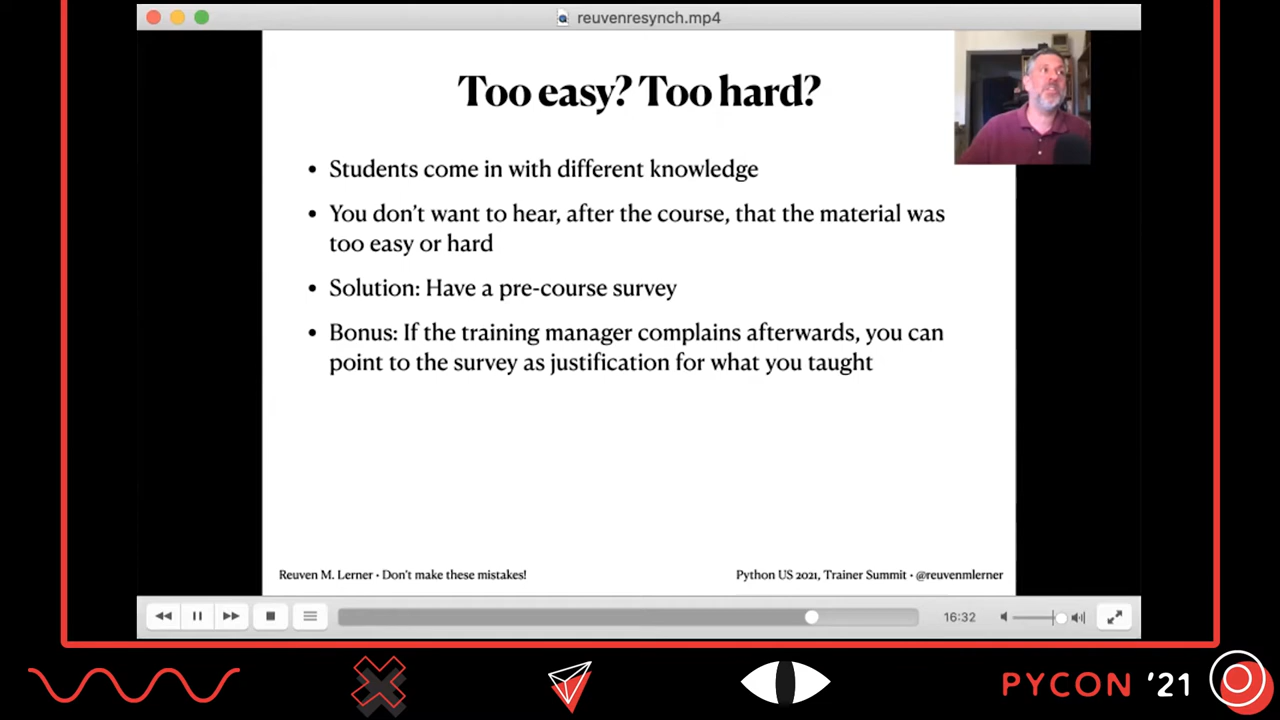 reuvenresynch.mp4
Too easy? Too hard?
• Students come in with different knowledge
• You don’t want to hear, after the course, that the material was
too easy or hard
• Solution: Have a pre-course survey
• Bonus: If the training manager complains afterwards, you can
point to the survey as justification for what you taught
Reuven M. Lerner • Don’t make these mistakes!
Python US 2021, Trainer Summit • @reuvenmlerner
16:32
PYCON ’21